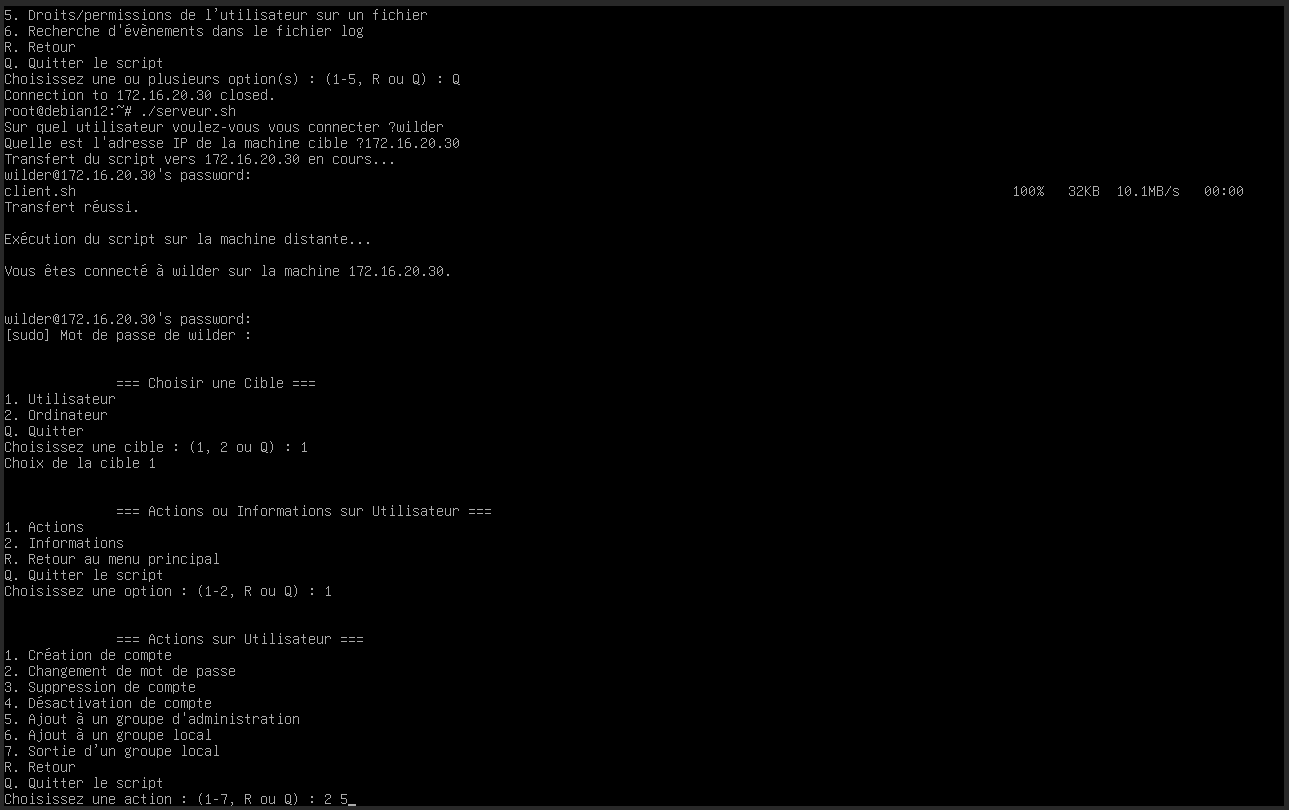 5. Droits/permissions de l’utilisateur sur un fichier
6. Recherche d'évènements dans le fichier log
R. Retour
Q. Quitter le script
Choisissez une ou plusieurs option(s) : (1-5, R ou Q) : Q
Connection to 172.16.20.30 closed.
root@debian12:~# ./serveur.sh
Sur quel utilisateur voulez-vous vous connecter ?wilder
Quelle est l'adresse IP de la machine cible ?172.16.20.30
Transfert du script vers 172.16.20.30 en cours...
wilder@172.16.20.30's password:
client.sh 100% 32KB 10.1MB/s 00:00
Transfert réussi.
Exécution du script sur la machine distante...
Vous êtes connecté à wilder sur la machine 172.16.20.30.
wilder@172.16.20.30's password:
[sudo] Mot de passe de wilder :
=== Choisir une Cible ===
1. Utilisateur
2. Ordinateur
Q. Quitter
Choisissez une cible : (1, 2 ou Q) : 1
Choix de la cible 1
=== Actions ou Informations sur Utilisateur ===
1. Actions
2. Informations
R. Retour au menu principal
Q. Quitter le script
Choisissez une option : (1-2, R ou Q) : 1
=== Actions sur Utilisateur ===
1. Création de compte
2. Changement de mot de passe
3. Suppression de compte
4. Désactivation de compte
5. Ajout à un groupe d'administration
6. Ajout à un groupe local
7. Sortie d’un groupe local
R. Retour
Q. Quitter le script
Choisissez une action : (1-7, R ou Q) : 2 5_